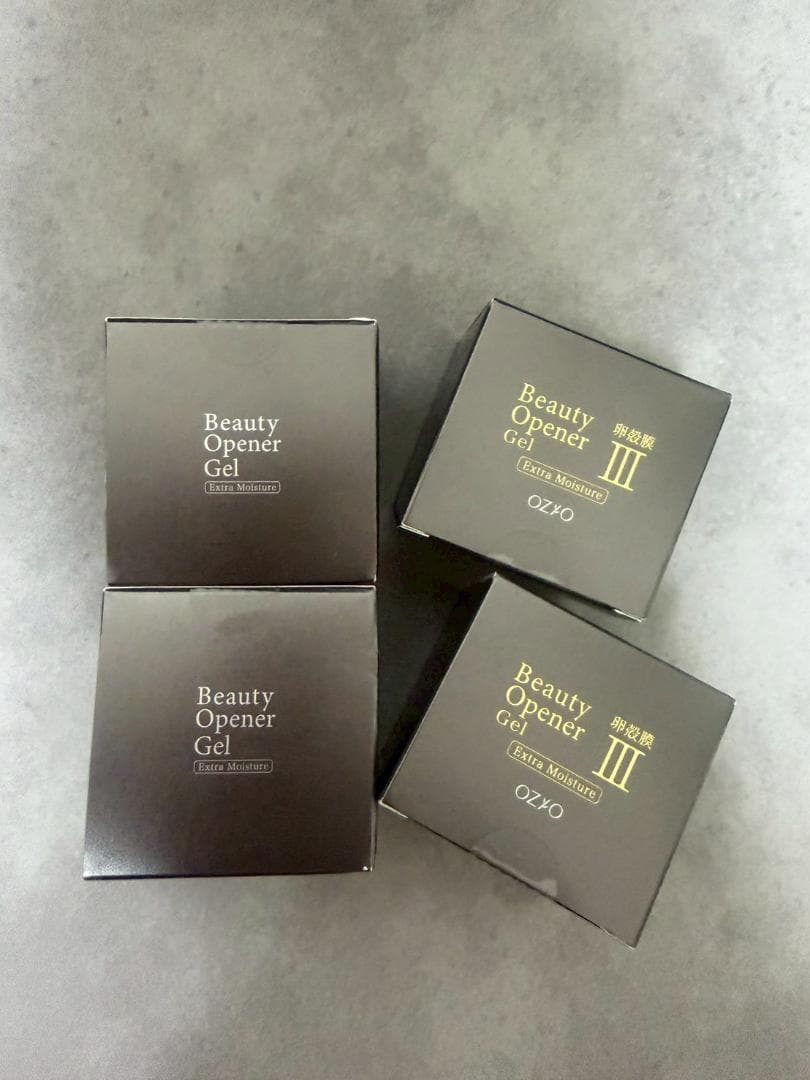 Beauty
Opener
Gel
Extra Moisture
Beauty
Opener
Gel
卵殻膜
III
Extra Moisture
OZIO
Beauty
Opener
Gel
Extra Moisture
Beauty
Opener
Gel
卵殻膜
III
Extra Moisture
OZIO